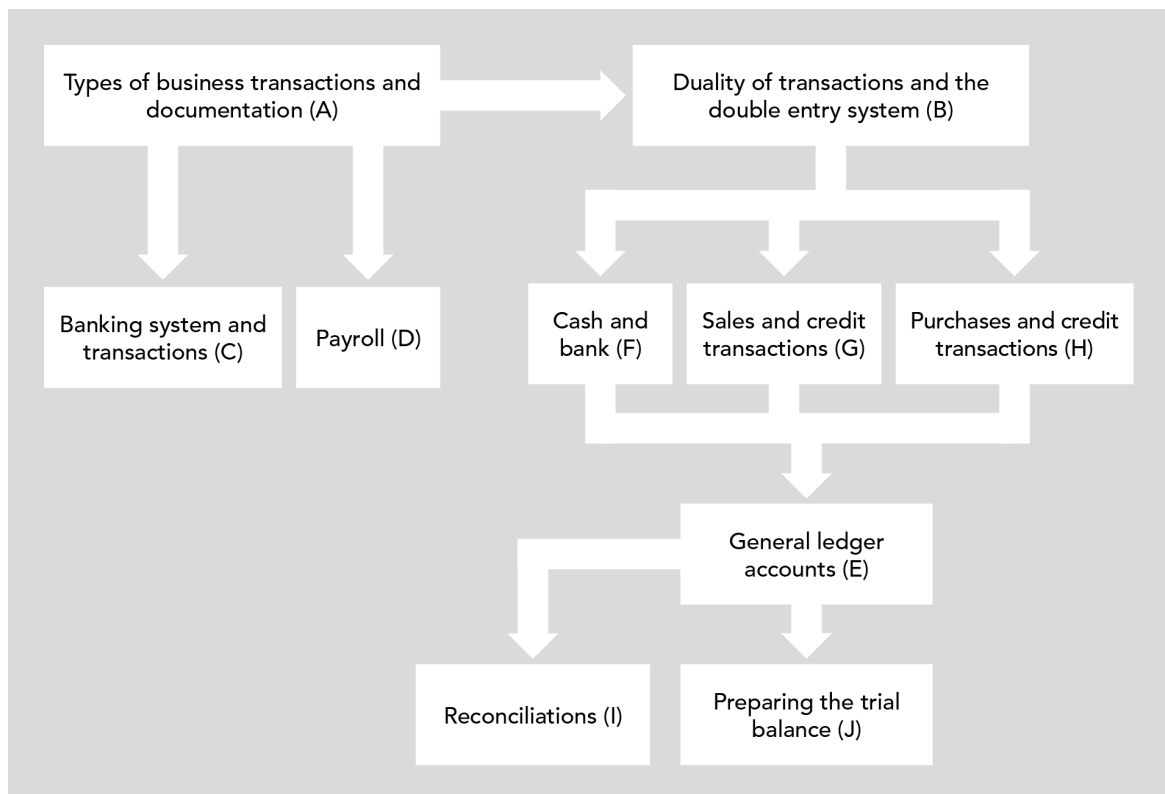 Types of business transactions and
documentation (A)
Duality of transactions and the
double entry system (B)
Banking system and
transactions (C)
Payroll (D)
Cash and
bank (F)
Sales and credit
transactions (G)
Purchases and credit
transactions (H)
General ledger
accounts (E)
Reconciliations (I)
Preparing the trial
balance (J)